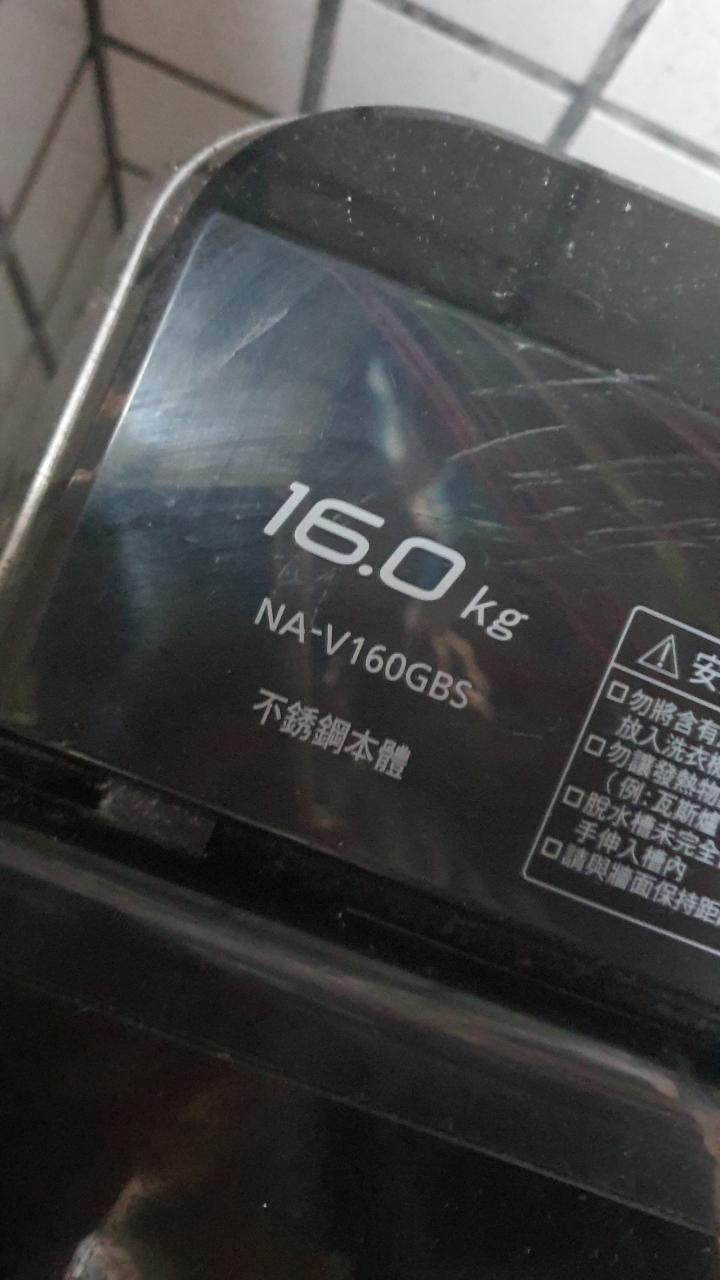 16.0 kg
NA-V160GBS
不銹鋼本體
安
勿將含有
放入洗衣
勿讓發熱物
(例:瓦斯爐
脫水槽未完全
手伸入槽內
請與牆面保持距